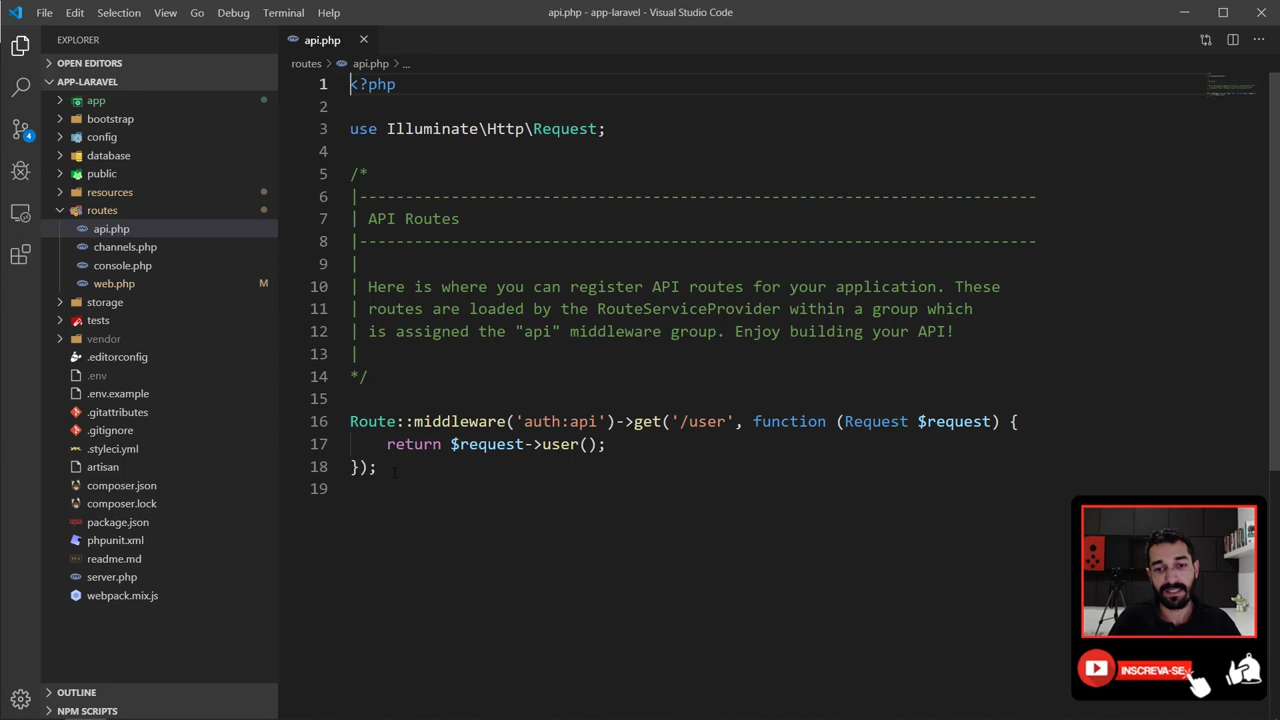 File Edit Selection View Go Debug Terminal Help
api.php - app-laravel - Visual Studio Code
EXPLORER
OPEN EDITORS
APP-LARAVEL
app
bootstrap
config
database
public
resources
routes
api.php
channels.php
console.php
web.php M
storage
tests
vendor
.editorconfig
.env
.env.example
.gitattributes
.gitignore
.styleci.yml
artisan
composer.json
composer.lock
package.json
phpunit.xml
readme.md
server.php
webpack.mix.js
OUTLINE
NPM SCRIPTS
4
api.php
routes > api.php > ...
1 <?php
2
3 use Illuminate\Http\Request;
4
5 /*
6 |--------------------------------------------------------------------------
7 | API Routes
8 |--------------------------------------------------------------------------
9 |
10 | Here is where you can register API routes for your application. These
11 | routes are loaded by the RouteServiceProvider within a group which
12 | is assigned the "api" middleware group. Enjoy building your API!
13 |
14 */
15
16 Route::middleware('auth:api')->get('/user', function (Request $request) {
17     return $request->user();
18 });
19
INSCREVA-SE